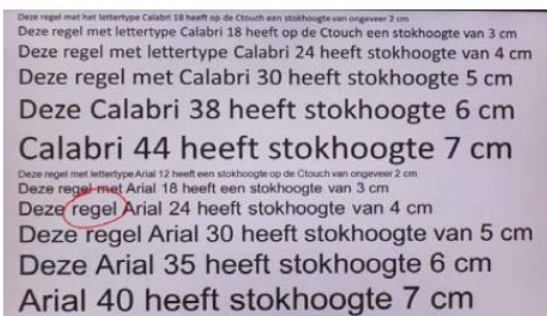 Deze regel met het lettertype Calabri 18 heeft op de Ctouch een stokhoogte van ongeveer 2 cm
Deze regel met lettertype Calabri 18 heeft op de Ctouch een stokhoogte van 3 cm
Deze regel met lettertype Calabri 24 heeft stokhoogte van 4 cm
Deze regel met Calabri 30 heeft stokhoogte 5 cm
Deze Calabri 38 heeft stokhoogte 6 cm
Calabri 44 heeft stokhoogte 7 cm
Deze regel met lettertype Arial 12 heeft een stokhoogte op de Ctouch van ongeveer 2 cm
Deze regel met Arial 18 heeft een stokhoogte van 3 cm
Deze regel Arial 24 heeft stokhoogte van 4 cm
Deze regel Arial 30 heeft stokhoogte van 5 cm
Deze Arial 35 heeft stokhoogte 6 cm
Arial 40 heeft stokhoogte 7 cm